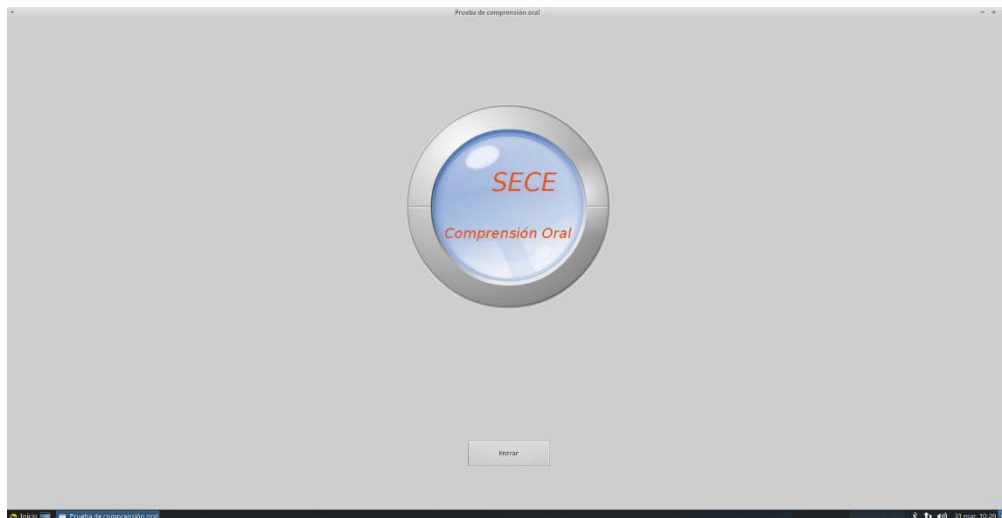 Prueba de comprensión oral
SECE
Comprensión Oral
Entrar
Inicio
Prueba de comprensión oral
31 mar, 10:29